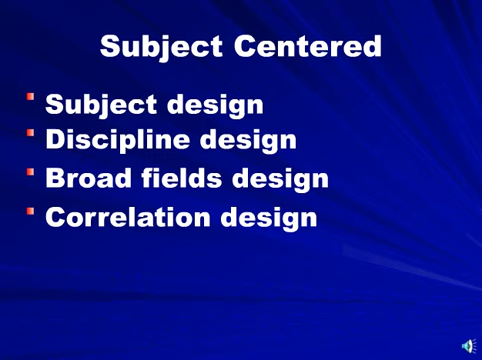 Subject Centered
Subject design
Discipline design
Broad fields design
Correlation design